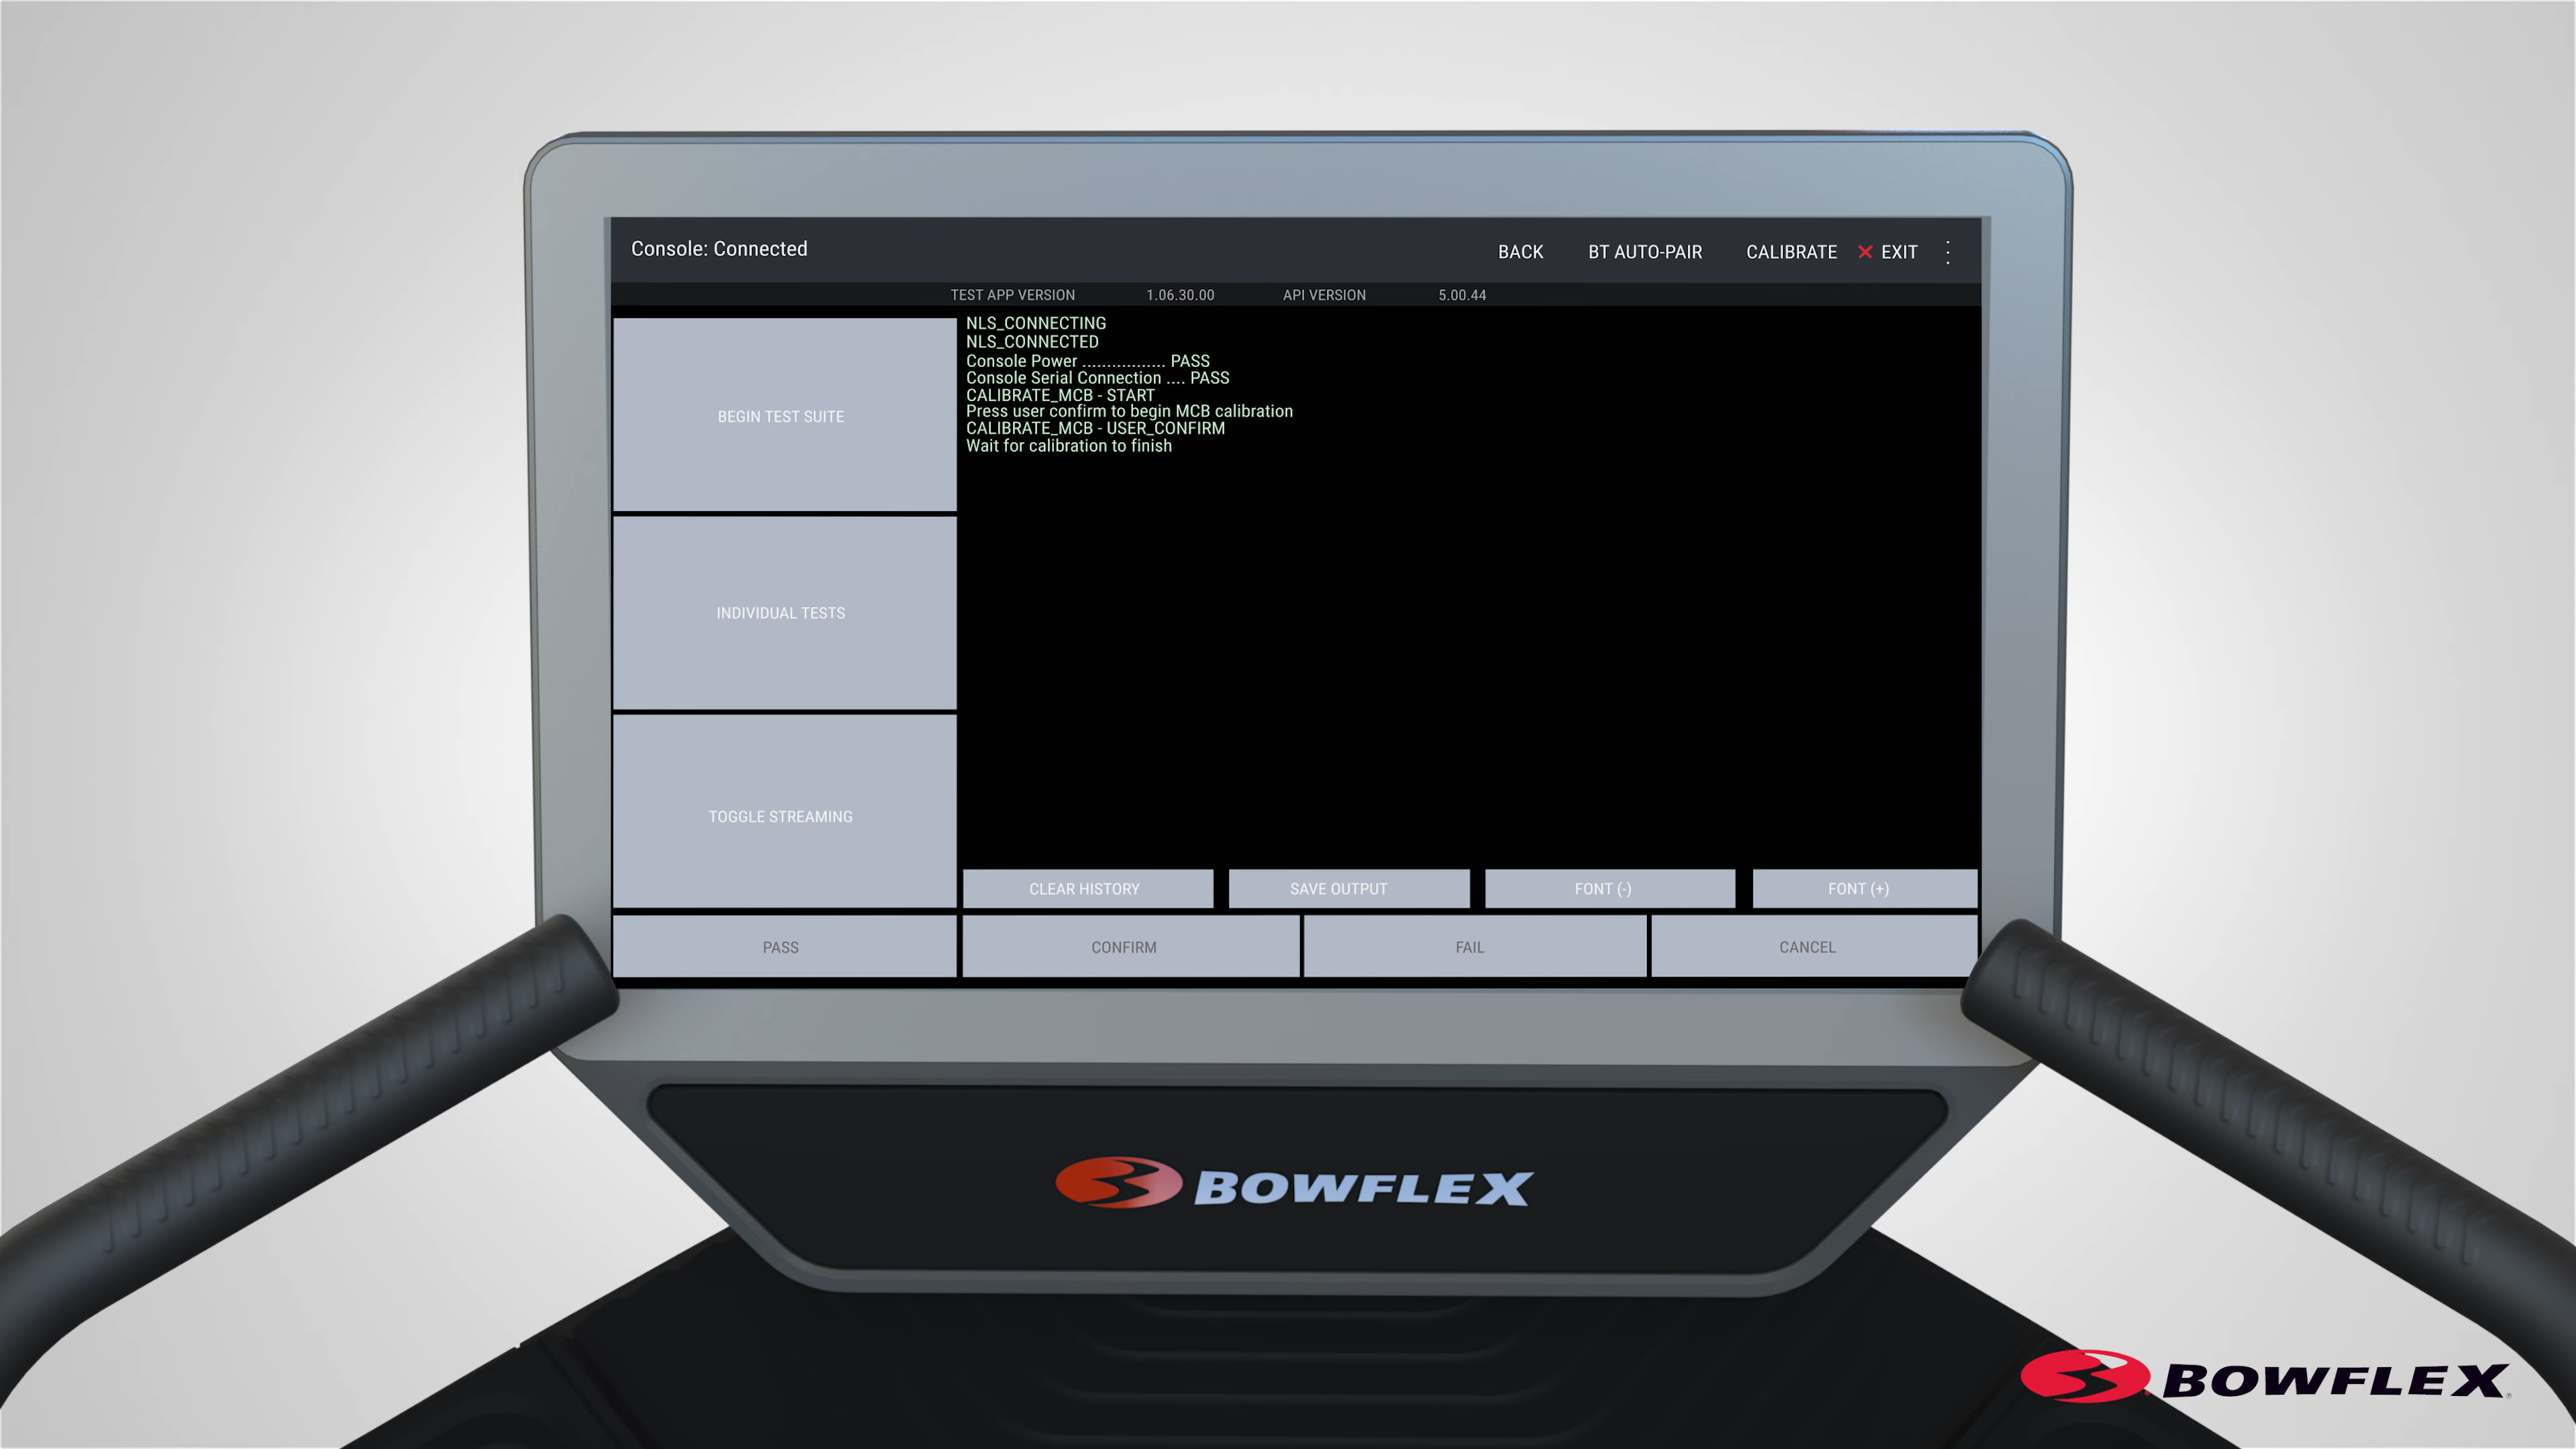 Console: Connected
BACK BT AUTO-PAIR CALIBRATE EXIT
TEST APP VERSION 1.06.30.00 API VERSION 5.00.44
NLS_CONNECTING
NLS_CONNECTED
Console Power ................. PASS
Console Serial Connection .... PASS
CALIBRATE_MCB - START
Press user confirm to begin MCB calibration
CALIBRATE_MCB - USER_CONFIRM
Wait for calibration to finish
BEGIN TEST SUITE
INDIVIDUAL TESTS
TOGGLE STREAMING
CLEAR HISTORY SAVE OUTPUT FONT (-) FONT (+)
PASS CONFIRM FAIL CANCEL
BOWFLEX
BOWFLEX®